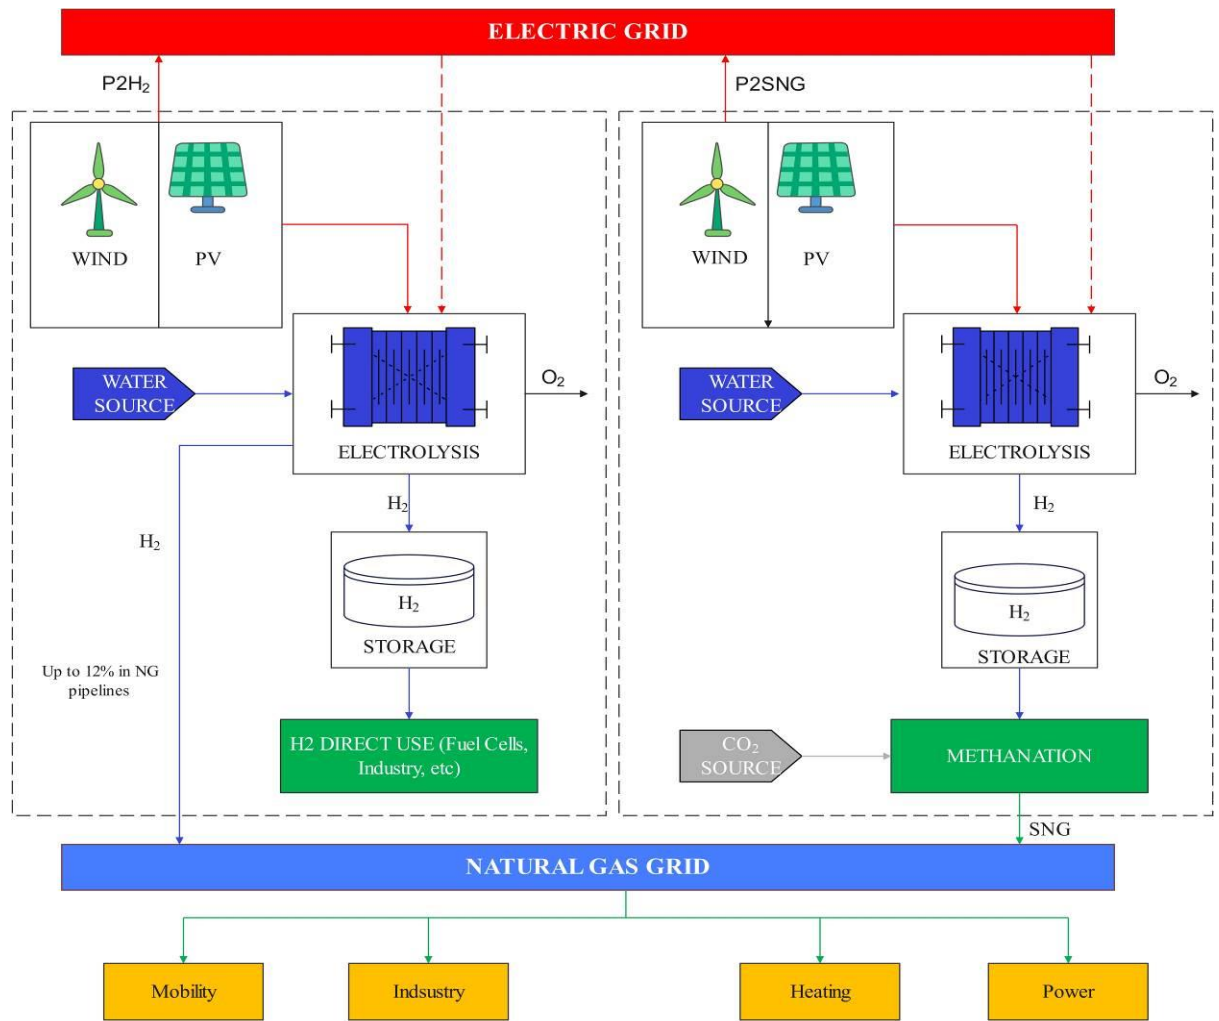 ELECTRIC GRID
P2H₂
P2SNG
WIND
PV
WIND
PV
WATER
SOURCE
O₂
ELECTROLYSIS
WATER
SOURCE
O₂
ELECTROLYSIS
H₂
H₂
H₂
H₂
STORAGE
H₂
STORAGE
Up to 12% in NG
pipelines
H2 DIRECT USE (Fuel Cells,
Industry, etc)
CO₂
SOURCE
METHANATION
SNG
NATURAL GAS GRID
Mobility
Indsustry
Heating
Power